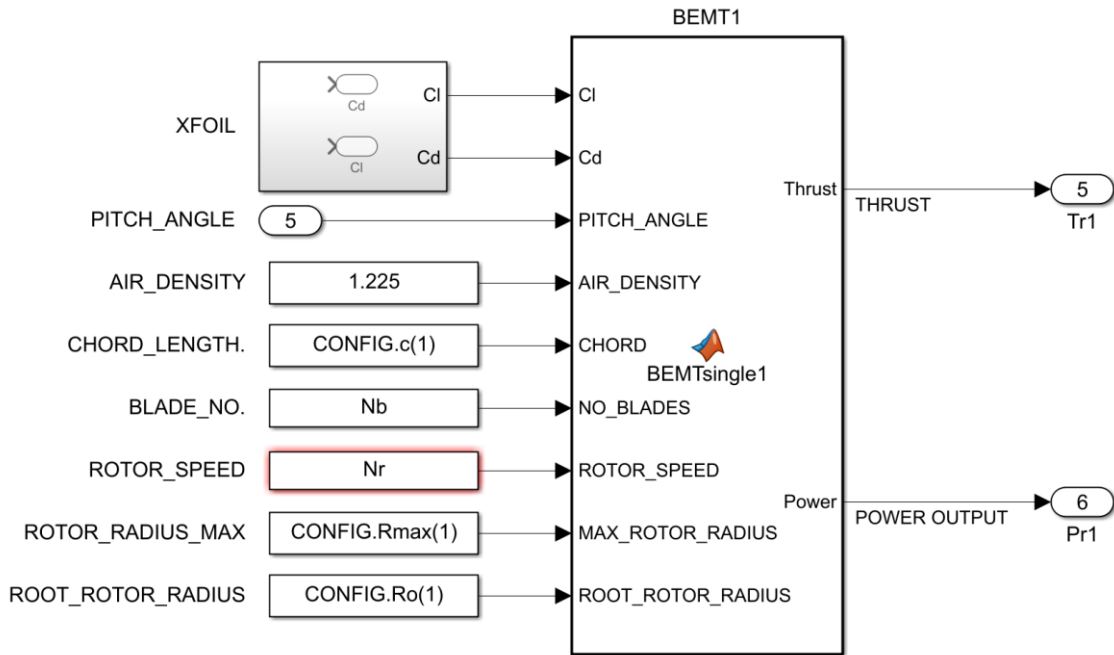 BEMT1
XFOIL
Cd
Cl
Cl
Cd
Cl
Cd
PITCH_ANGLE
5
PITCH_ANGLE
AIR_DENSITY
1.225
AIR_DENSITY
CHORD_LENGTH.
CONFIG.c(1)
CHORD
BLADE_NO.
Nb
NO_BLADES
ROTOR_SPEED
Nr
ROTOR_SPEED
ROTOR_RADIUS_MAX
CONFIG.Rmax(1)
MAX_ROTOR_RADIUS
ROOT_ROTOR_RADIUS
CONFIG.Ro(1)
ROOT_ROTOR_RADIUS
BEMTsingle1
Thrust
THRUST
5
Tr1
Power
POWER OUTPUT
6
Pr1